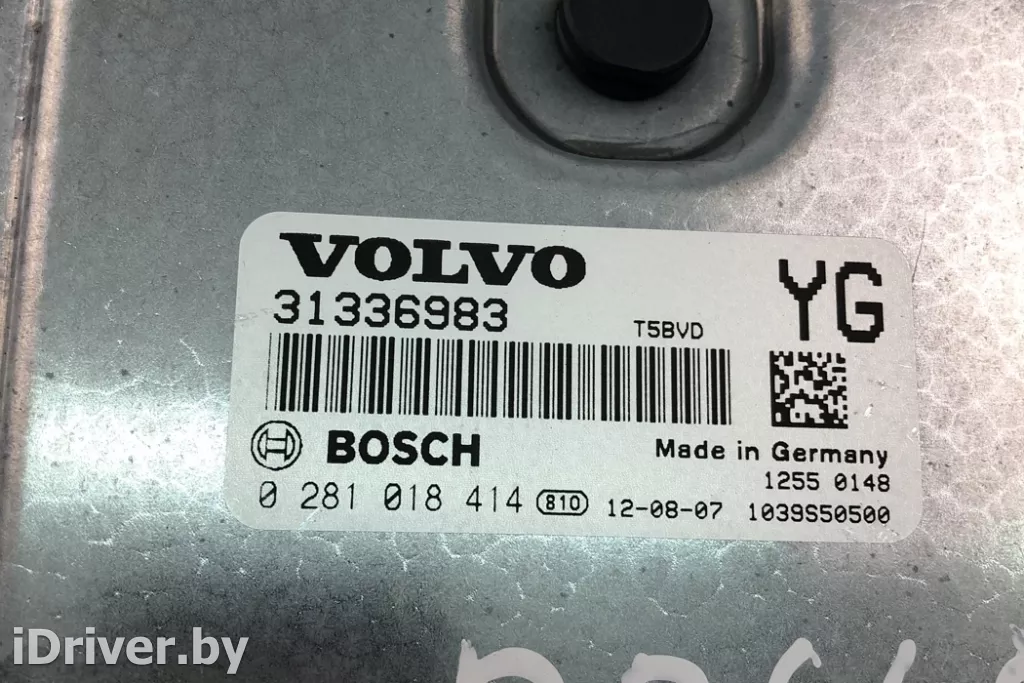 VOLVO
31336983
T5BVD
YG
BOSCH
Made in Germany
1255 0148
0 281 018 414 810 12-08-07 1039S50500
iDriver.by